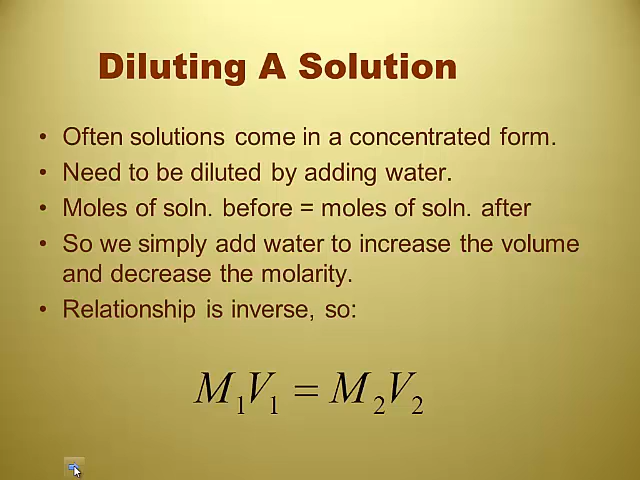 Diluting A Solution
• Often solutions come in a concentrated form.
• Need to be diluted by adding water.
• Moles of soln. before = moles of soln. after
• So we simply add water to increase the volume
and decrease the molarity.
• Relationship is inverse, so:
M₁V₁ = M₂V₂